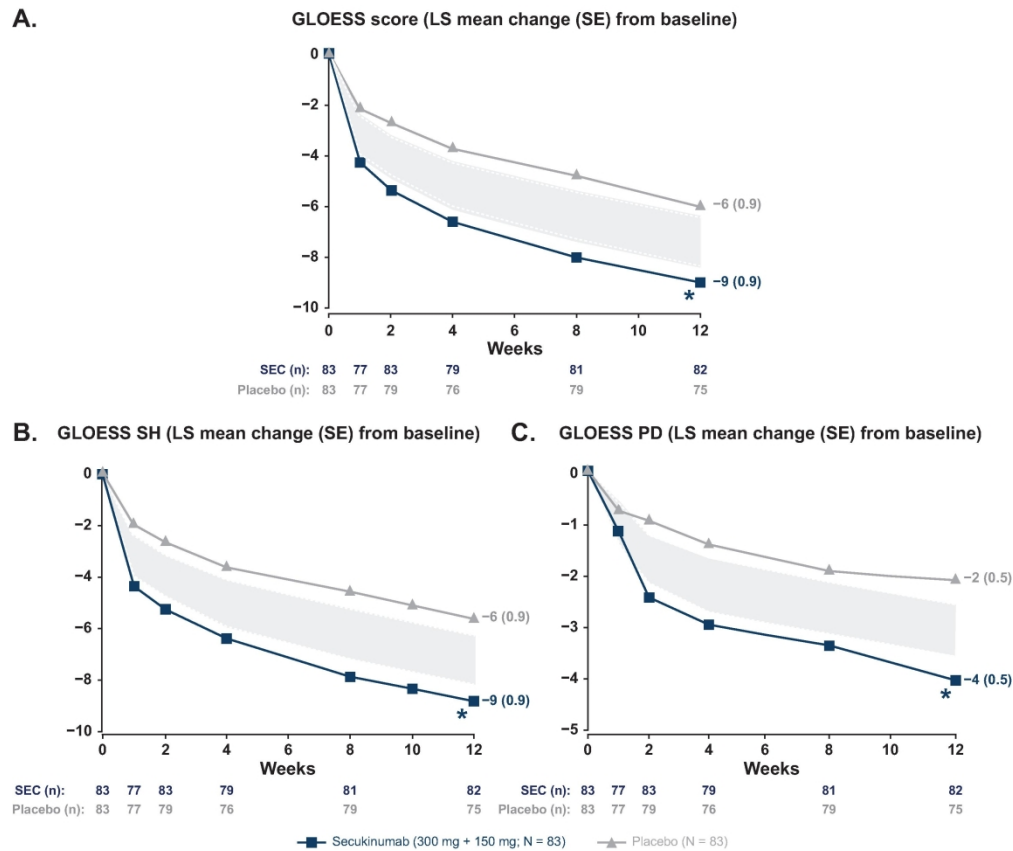 A.
GLOESS score (LS mean change (SE) from baseline)
0
−2
−4
−6
−8
−10
−6 (0.9)
−9 (0.9)
*
0 2 4 6 8 10 12
Weeks
SEC (n): 83 77 83 79 81 82
Placebo (n): 83 77 79 76 79 75
B.
GLOESS SH (LS mean change (SE) from baseline)
0
−2
−4
−6
−8
−10
−6 (0.9)
−9 (0.9)
*
0 2 4 6 8 10 12
Weeks
SEC (n): 83 77 83 79 81 82
Placebo (n): 83 77 79 76 79 75
C.
GLOESS PD (LS mean change (SE) from baseline)
0
−1
−2
−3
−4
−5
−2 (0.5)
−4 (0.5)
*
0 2 4 6 8 10 12
Weeks
SEC (n): 83 77 83 79 81 82
Placebo (n): 83 77 79 76 79 75
Secukinumab (300 mg + 150 mg; N = 83) Placebo (N = 83)